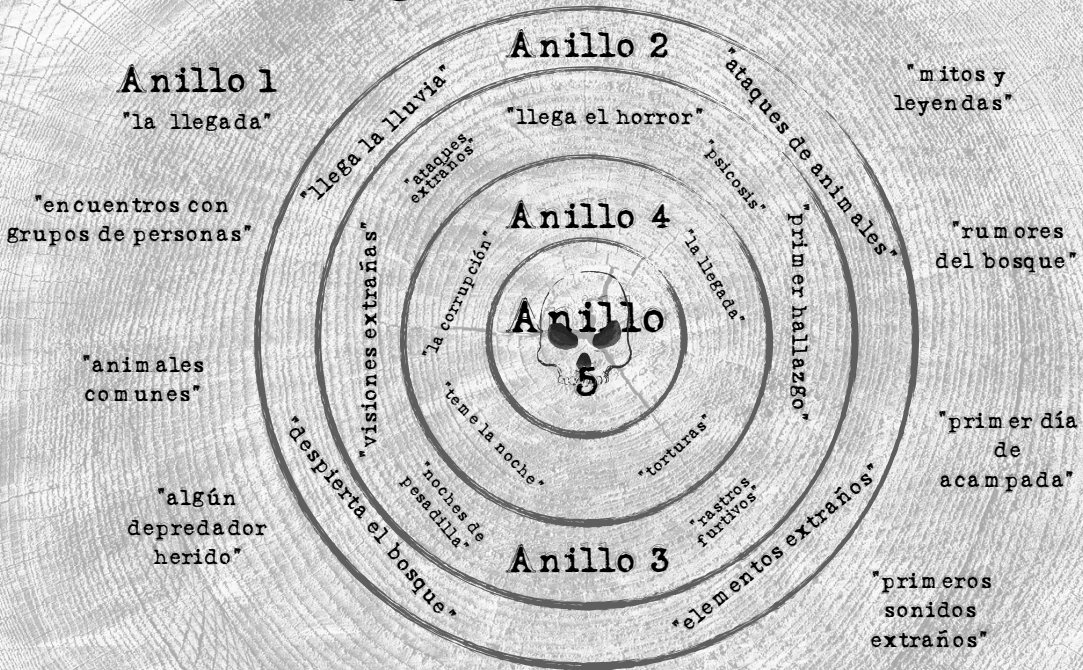 Anillo 1
"la llegada"
"encuentros con
grupos de personas"
"animales
comunes"
"algún
depredador
herido"
"mitos y
leyendas"
"rumores
del bosque"
"primer día
de
acampada"
"primeros
sonidos
extraños"
Anillo 2
"llega la lluvia"
"ataques de animales"
"despierta el bosque"
"elementos extraños"
"llega el horror"
"ataques
extraños"
"psicosis"
"visiones extrañas"
"primer hallazgo"
"noches de
pesadilla"
"rastros
furtivos"
Anillo 3
Anillo 4
"la corrupción"
"la llegada"
"teme la noche"
"torturas"
Anillo
5